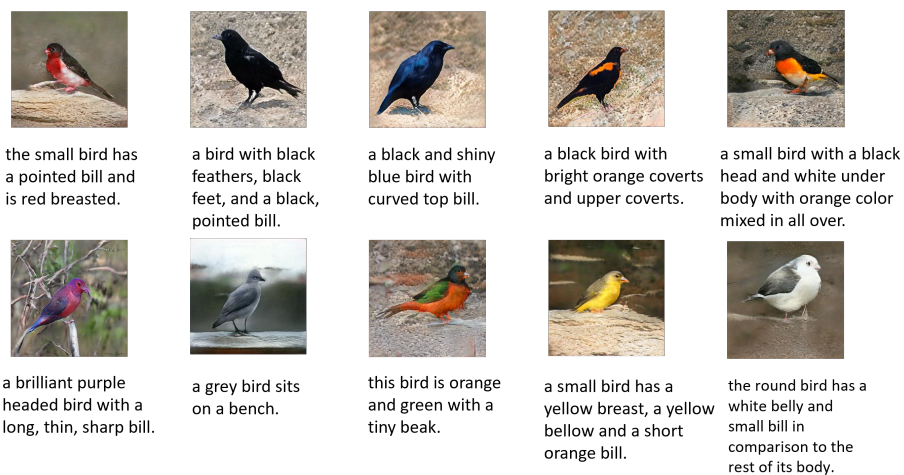 the small bird has
a pointed bill and
is red breasted.
a bird with black
feathers, black
feet, and a black,
pointed bill.
a black and shiny
blue bird with
curved top bill.
a black bird with
bright orange coverts
and upper coverts.
a small bird with a black
head and white under
body with orange color
mixed in all over.
a brilliant purple
headed bird with a
long, thin, sharp bill.
a grey bird sits
on a bench.
this bird is orange
and green with a
tiny beak.
a small bird has a
yellow breast, a yellow
bellow and a short
orange bill.
the round bird has a
white belly and
small bill in
comparison to the
rest of its body.